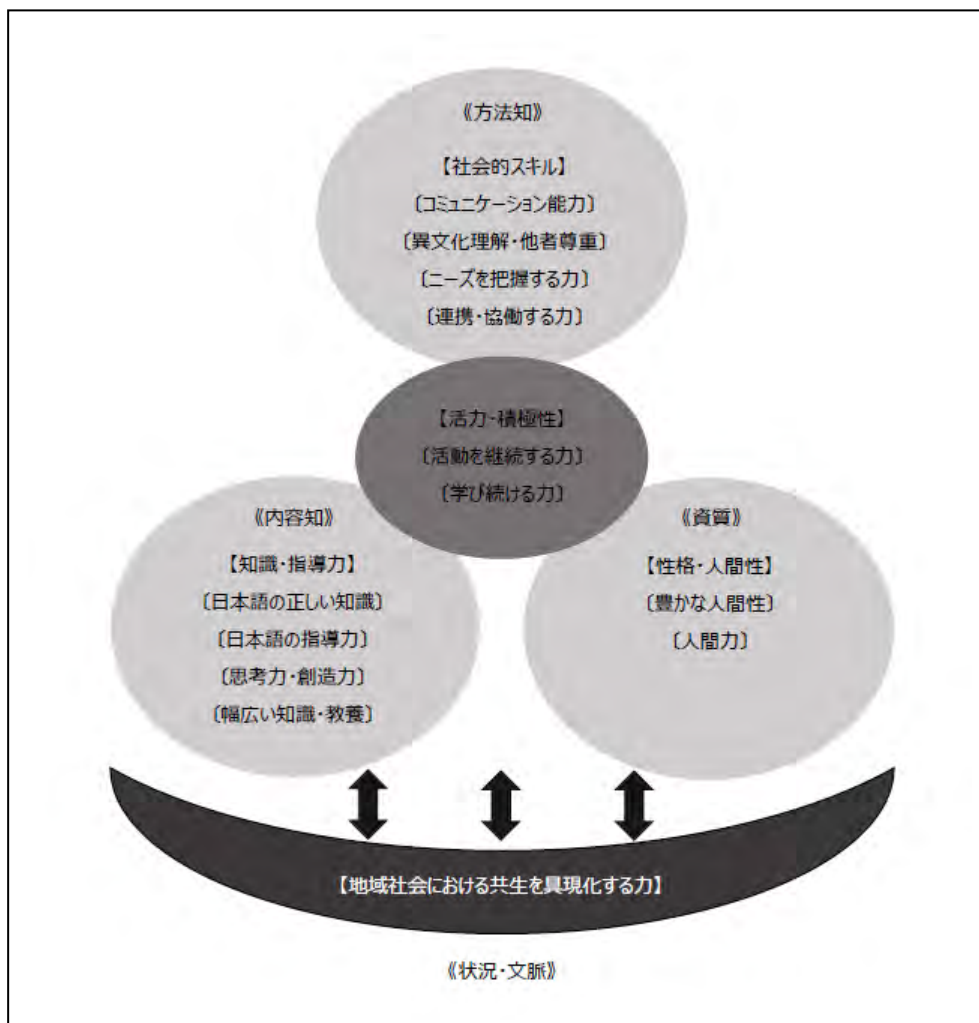 《方法知》
【社会的スキル】
〔コミュニケーション能力〕
〔異文化理解・他者尊重〕
〔ニーズを把握する力〕
〔連携・協働する力〕
【活力・積極性】
〔活動を継続する力〕
〔学び続ける力〕
《内容知》
【知識・指導力】
〔日本語の正しい知識〕
〔日本語の指導力〕
〔思考力・創造力〕
〔幅広い知識・教養〕
《資質》
【性格・人間性】
〔豊かな人間性〕
〔人間力〕
【地域社会における共生を具現化する力】
《状況・文脈》